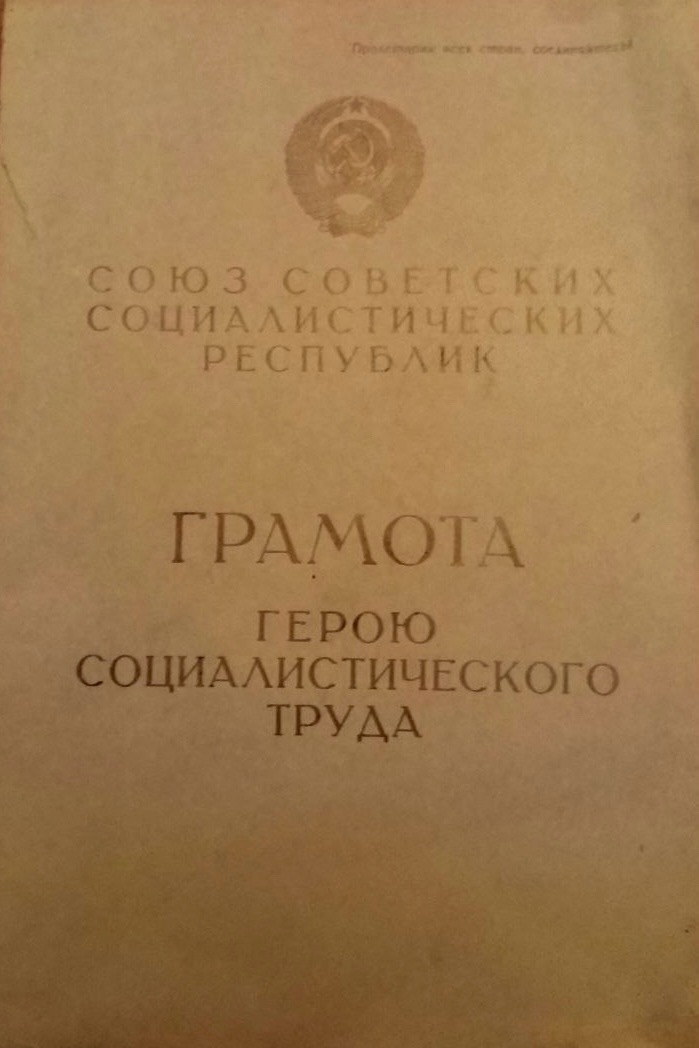 Пролетарии всех стран, соединяйтесь!
СОЮЗ СОВЕТСКИХ
СОЦИАЛИСТИЧЕСКИХ
РЕСПУБЛИК
ГРАМОТА
ГЕРОЮ
СОЦИАЛИСТИЧЕСКОГО
ТРУДА